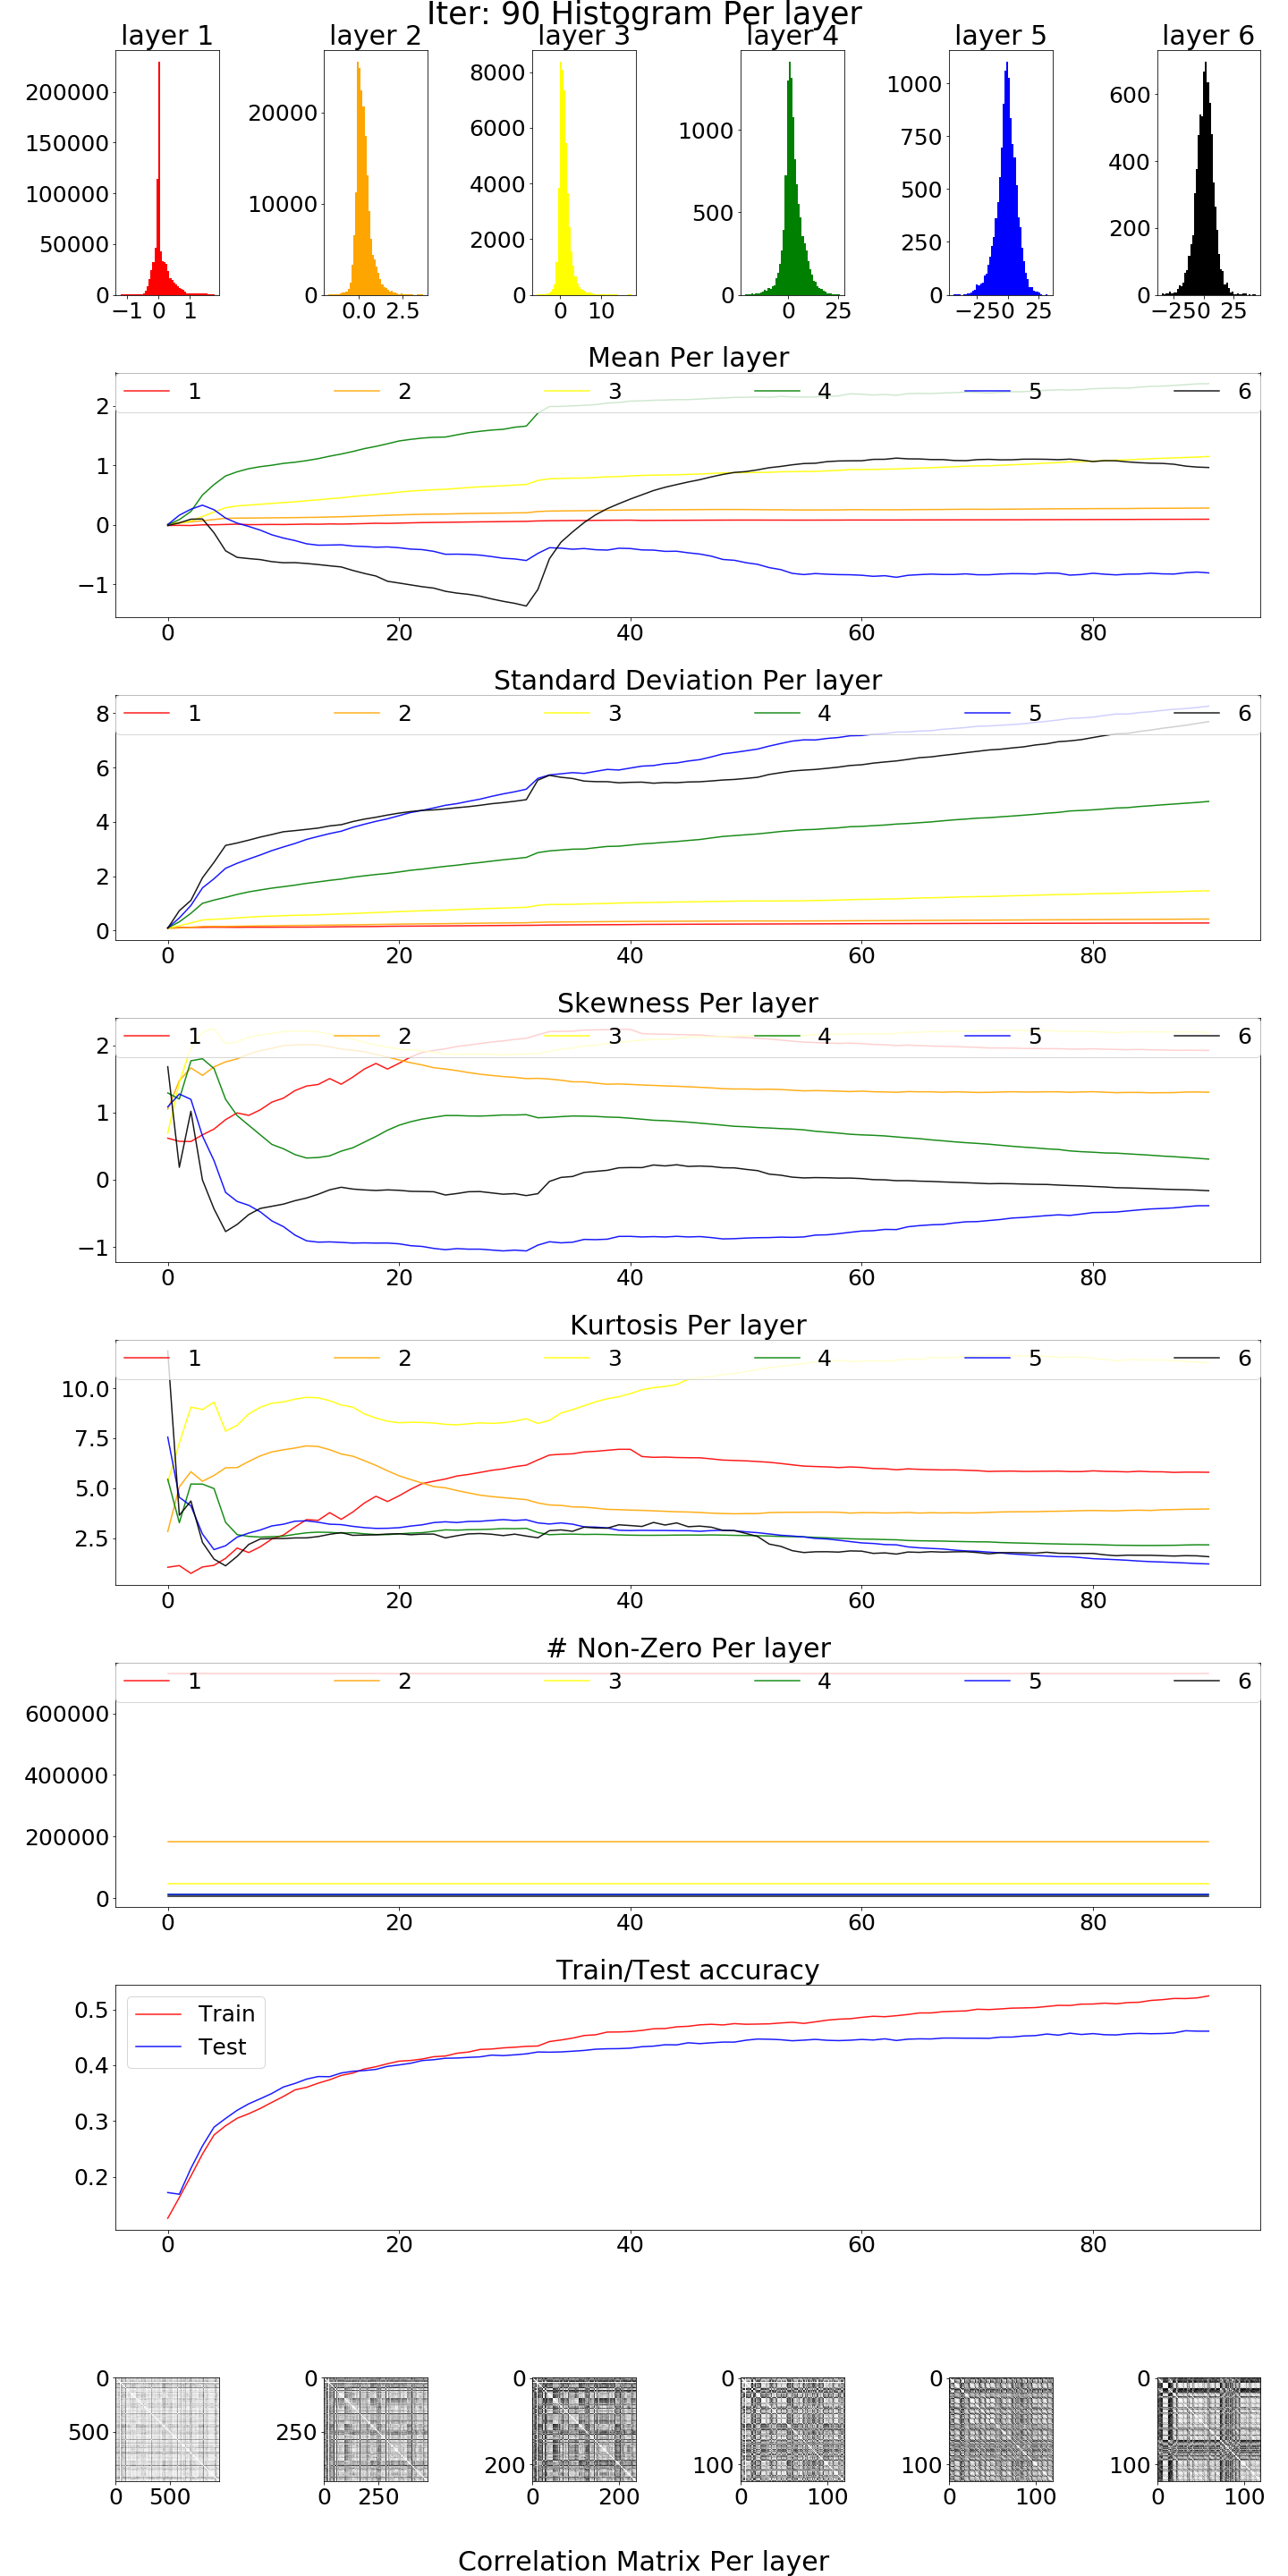 Iter: 90 Histogram Per layer
layer 1 layer 2 layer 3 layer 4 layer 5 layer 6
200000 150000 100000 50000 0
−1 0 1
20000 10000 0
0.0 2.5
8000 6000 4000 2000 0
0 10
1000 500 0
0 25
1000 750 500 250 0
−25 0 25
600 400 200 0
−25 0 25
Mean Per layer
1 2 3 4 5 6
2
1
0
−1
0 20 40 60 80
Standard Deviation Per layer
1 2 3 4 5 6
8
6
4
2
0
0 20 40 60 80
Skewness Per layer
1 2 3 4 5 6
2
1
0
−1
0 20 40 60 80
Kurtosis Per layer
1 2 3 4 5 6
10.0
7.5
5.0
2.5
0 20 40 60 80
# Non-Zero Per layer
1 2 3 4 5 6
600000
400000
200000
0
0 20 40 60 80
Train/Test accuracy
Train
Test
0.5
0.4
0.3
0.2
0 20 40 60 80
0 500
0 500
0 250
0 250
0 200
0 200
0 100
0 100
0 100
0 100
0 100
0 100
Correlation Matrix Per layer